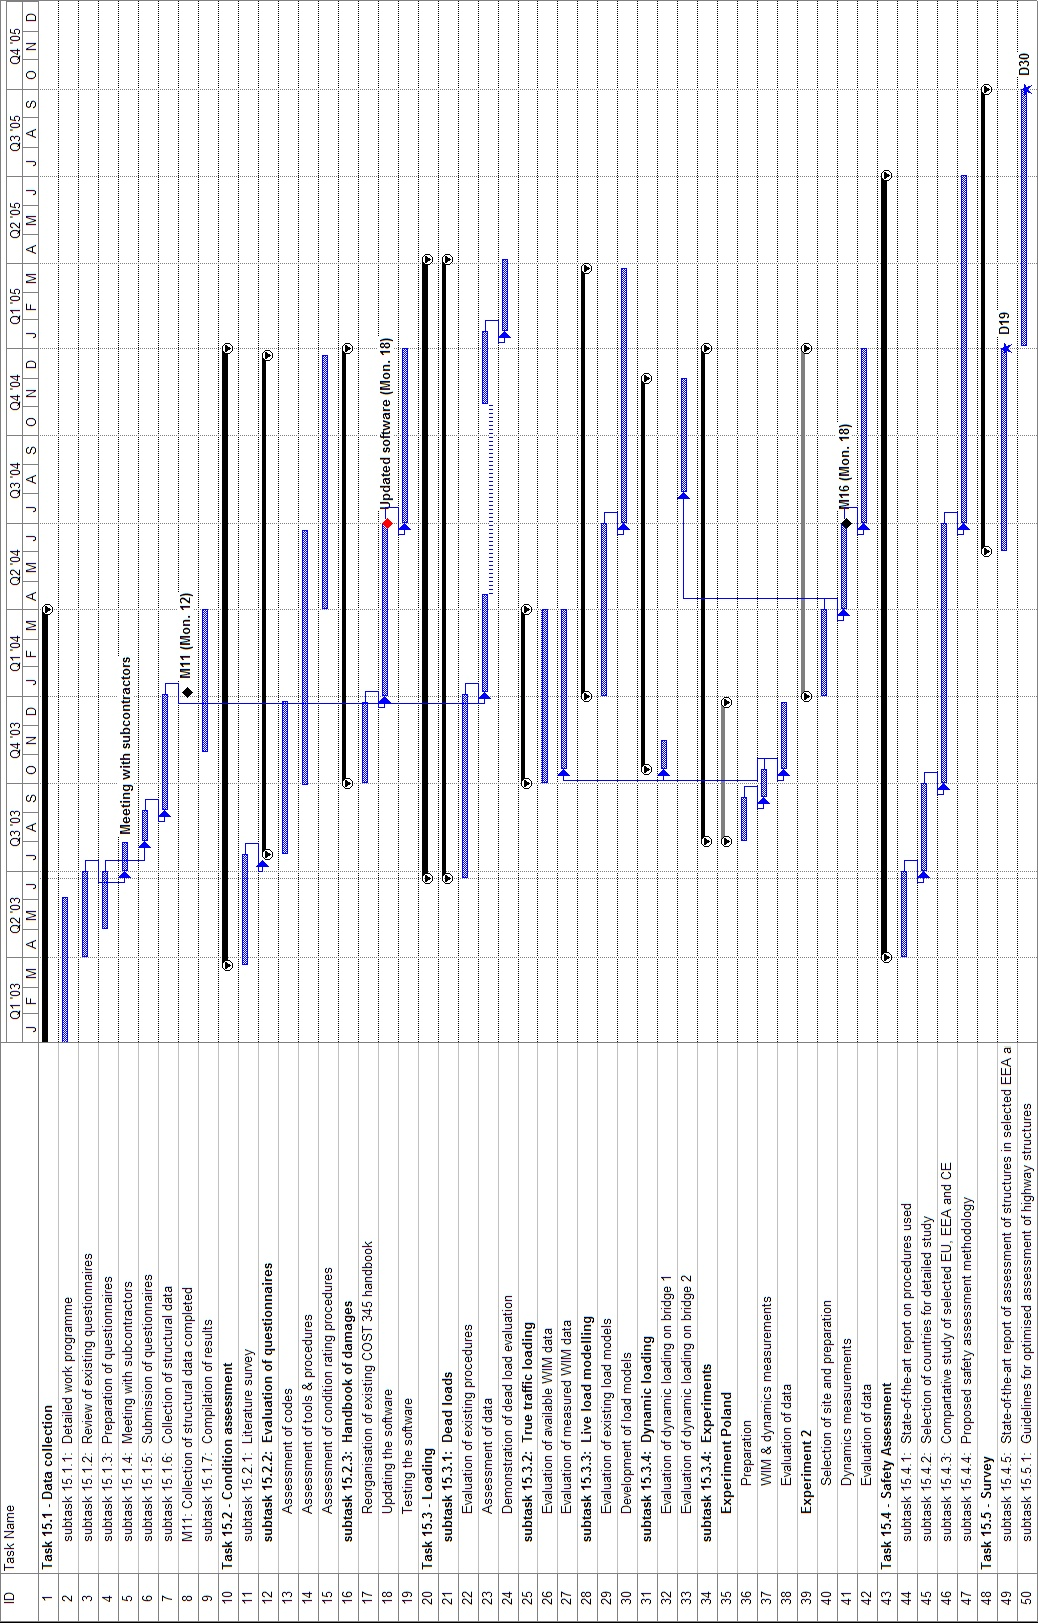 ID Task Name Q1 '03 Q2 '03 Q3 '03 Q4 '03 Q1 '04 Q2 '04 Q3 '04 Q4 '04 Q1 '05 Q2 '05 Q3 '05 Q4 '05
J F M A M J J A S O N D J F M A M J J A S O N D J F M A M J J A S O N D
1 Task 15.1 - Data collection
2 subtask 15.1.1: Detailed work programme
3 subtask 15.1.2: Review of existing questionnaires
4 subtask 15.1.3: Preparation of questionnaires
5 subtask 15.1.4: Meeting with subcontractors Meeting with subcontractors
6 subtask 15.1.5: Submission of questionnaires
7 subtask 15.1.6: Collection of structural data
8 M11: Collection of structural data completed M11 (Mon. 12)
9 subtask 15.1.7: Compilation of results
10 Task 15.2 - Condition assessment
11 subtask 15.2.1: Literature survey
12 subtask 15.2.2: Evaluation of questionnaires
13 Assessment of codes
14 Assessment of tools & procedures
15 Assessment of condition rating procedures
16 subtask 15.2.3: Handbook of damages
17 Reorganisation of existing COST 345 handbook
18 Updating the software Updated software (Mon. 18)
19 Testing the software
20 Task 15.3 - Loading
21 subtask 15.3.1: Dead loads
22 Evaluation of existing procedures
23 Assessment of data
24 Demonstration of dead load evaluation
25 subtask 15.3.2: True traffic loading
26 Evaluation of available WIM data
27 Evaluation of measured WIM data
28 subtask 15.3.3: Live load modelling
29 Evaluation of existing load models
30 Development of load models
31 subtask 15.3.4: Dynamic loading
32 Evaluation of dynamic loading on bridge 1
33 Evaluation of dynamic loading on bridge 2
34 subtask 15.3.4: Experiments
35 Experiment Poland
36 Preparation
37 WIM & dynamics measurements
38 Evaluation of data
39 Experiment 2
40 Selection of site and preparation
41 Dynamics measurements M16 (Mon. 18)
42 Evaluation of data
43 Task 15.4 - Safety Assessment
44 subtask 15.4.1: State-of-the-art report on procedures used
45 subtask 15.4.2: Selection of countries for detailed study
46 subtask 15.4.3: Compartative study of selected EU, EEA and CE
47 subtask 15.4.4: Proposed safety assessment methodology
48 Task 15.5 - Survey
49 subtask 15.4.5: State-of-the-art report of assessment of structures in selected EEA a D19
50 subtask 15.5.1: Guidelines for optimised assessment of highway structures D30